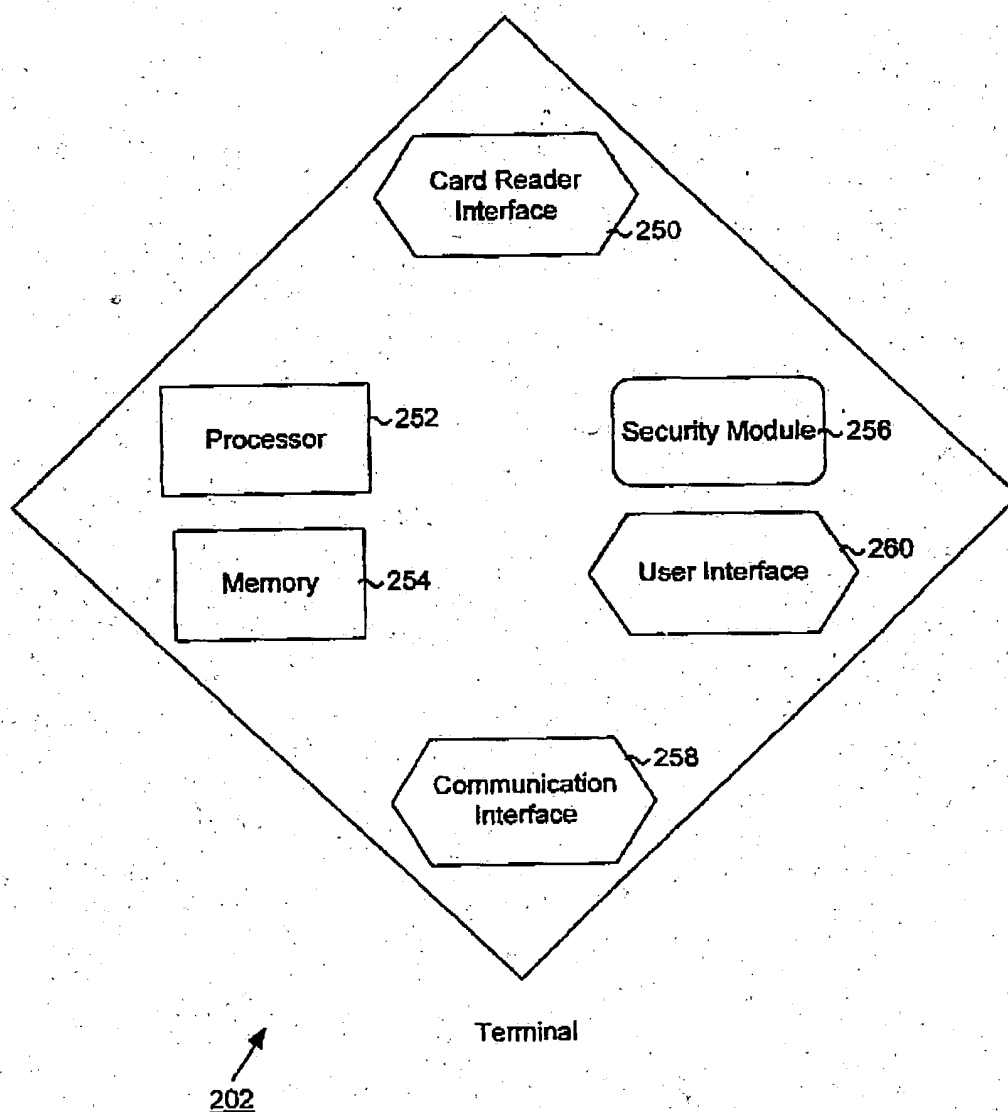 Card Reader
Interface
250
Processor
252
Security Module
256
Memory
254
User Interface
260
Communication
Interface
258
Terminal
202